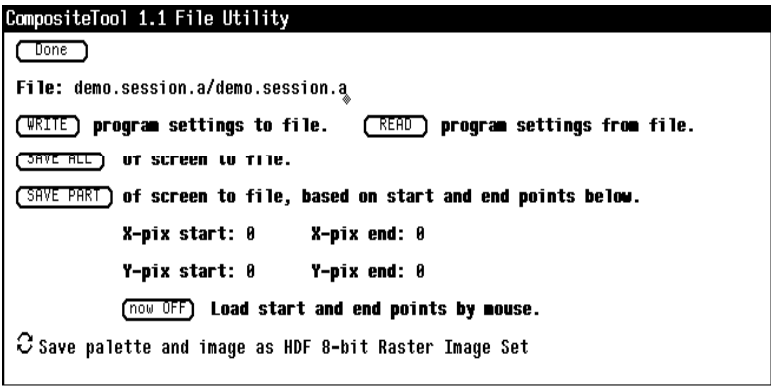 CompositeTool 1.1 File Utility
Done
File: demo.session.a/demo.session.a
WRITE program settings to file. READ program settings from file.
SAVE ALL of screen to file.
SAVE PART of screen to file, based on start and end points below.
X-pix start: 0 X-pix end: 0
Y-pix start: 0 Y-pix end: 0
now OFF Load start and end points by mouse.
Save palette and image as HDF 8-bit Raster Image Set